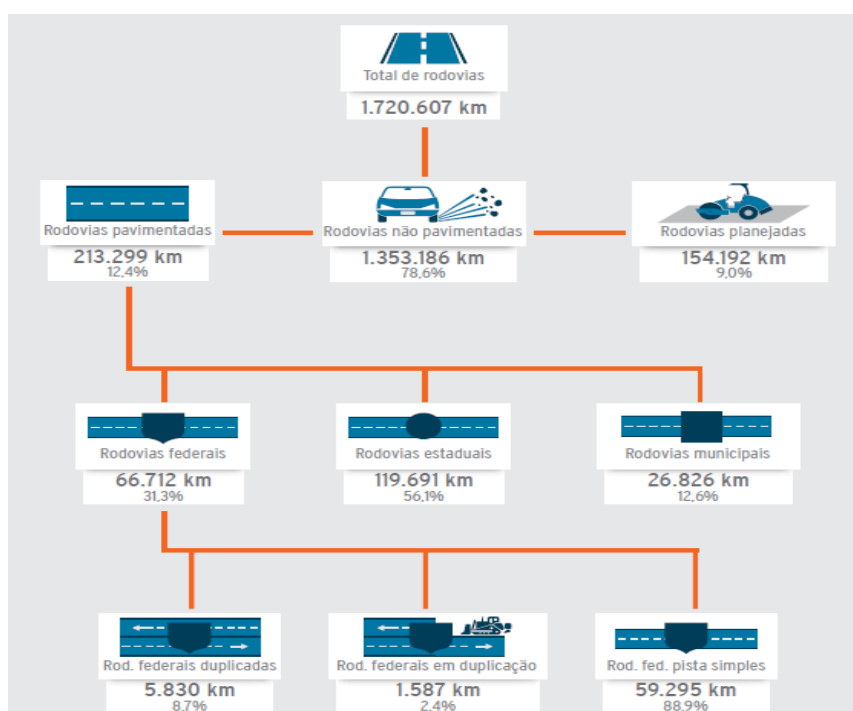 Total de rodovias
1.720.607 km
Rodovias pavimentadas
213.299 km
12,4%
Rodovias não pavimentadas
1.353.186 km
78,6%
Rodovias planejadas
154.192 km
9,0%
Rodovias federais
66.712 km
31,3%
Rodovias estaduais
119.691 km
56,1%
Rodovias municipais
26.826 km
12,6%
Rod. federais duplicadas
5.830 km
8,7%
Rod. federais em duplicação
1.587 km
2,4%
Rod. fed. pista simples
59.295 km
88,9%